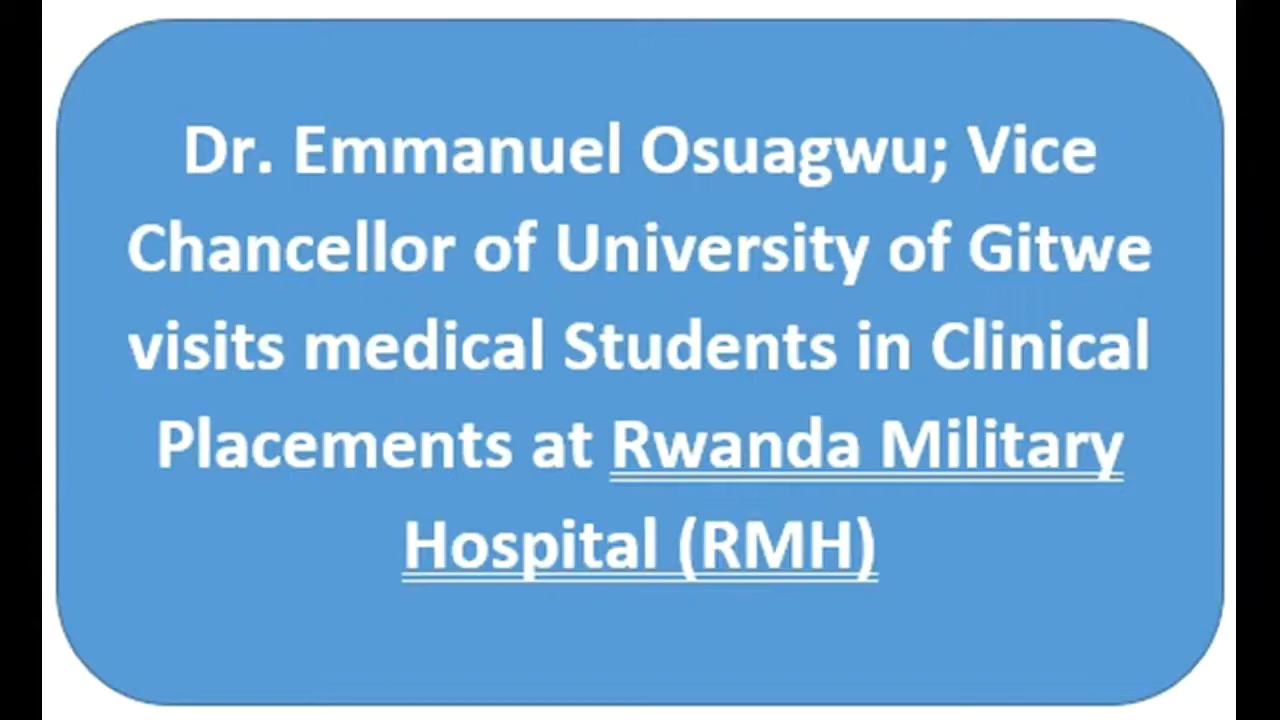 Dr. Emmanuel Osuagwu; Vice
Chancellor of University of Gitwe
visits medical Students in Clinical
Placements at Rwanda Military
Hospital (RMH)